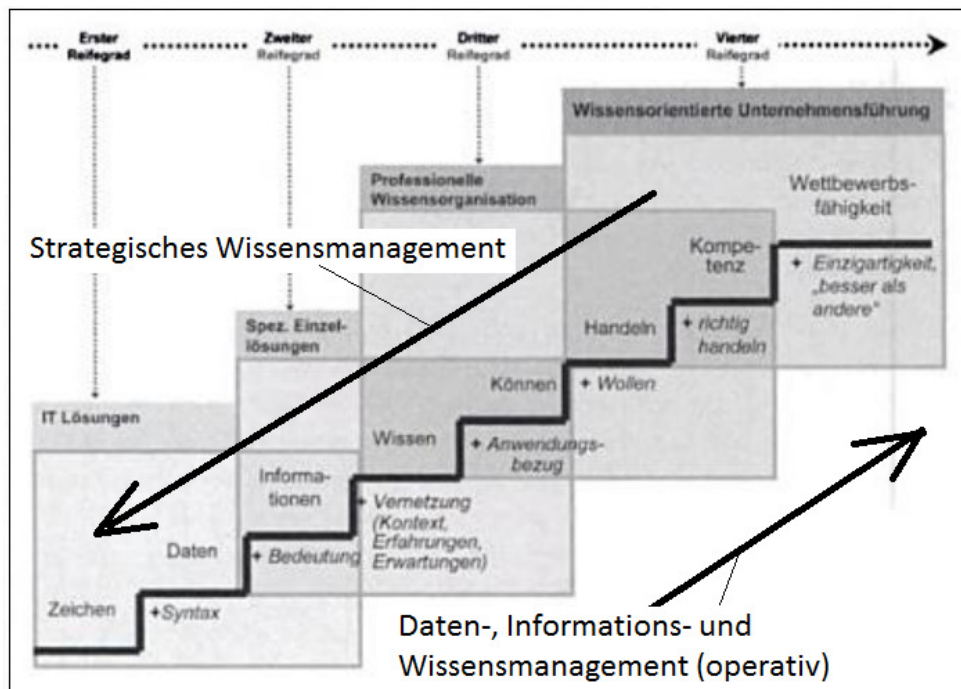 Erster
Reifegrad
Zweiter
Reifegrad
Dritter
Reifegrad
Vierter
Reifegrad
Wissensorientierte Unternehmensführung
Professionelle
Wissensorganisation
Wettbewerbs-
fähigkeit
Strategisches Wissensmanagement
Kompe-
tenz
+ Einzigartigkeit,
„besser als
andere"
Spez. Einzel-
lösungen
Handeln
+ richtig
handeln
Können
+ Wollen
IT Lösungen
Wissen
+ Anwendungs-
bezug
Informa-
tionen
+ Vernetzung
(Kontext,
Erfahrungen,
Erwartungen)
Daten
+ Bedeutung
Zeichen
+Syntax
Daten-, Informations- und
Wissensmanagement (operativ)